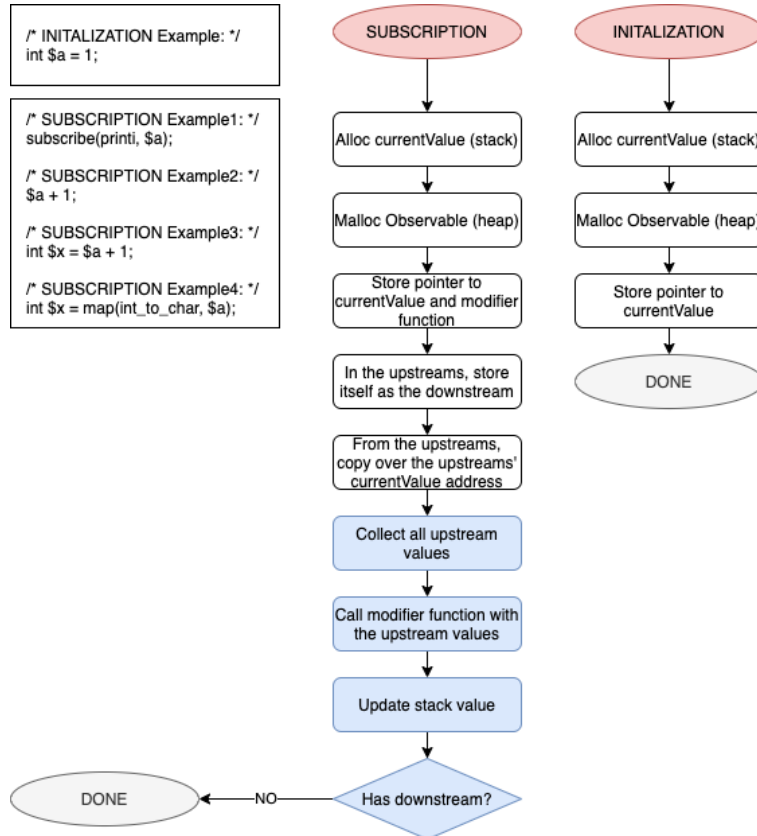 /* INITALIZATION Example: */
int $a = 1;
/* SUBSCRIPTION Example1: */
subscribe(printi, $a);
/* SUBSCRIPTION Example2: */
$a + 1;
/* SUBSCRIPTION Example3: */
int $x = $a + 1;
/* SUBSCRIPTION Example4: */
int $x = map(int_to_char, $a);
SUBSCRIPTION
Alloc currentValue (stack)
Malloc Observable (heap)
Store pointer to
currentValue and modifier
function
In the upstreams, store
itself as the downstream
From the upstreams,
copy over the upstreams'
currentValue address
Collect all upstream
values
Call modifier function with
the upstream values
Update stack value
Has downstream?
NO
DONE
INITALIZATION
Alloc currentValue (stack)
Malloc Observable (heap)
Store pointer to
currentValue
DONE